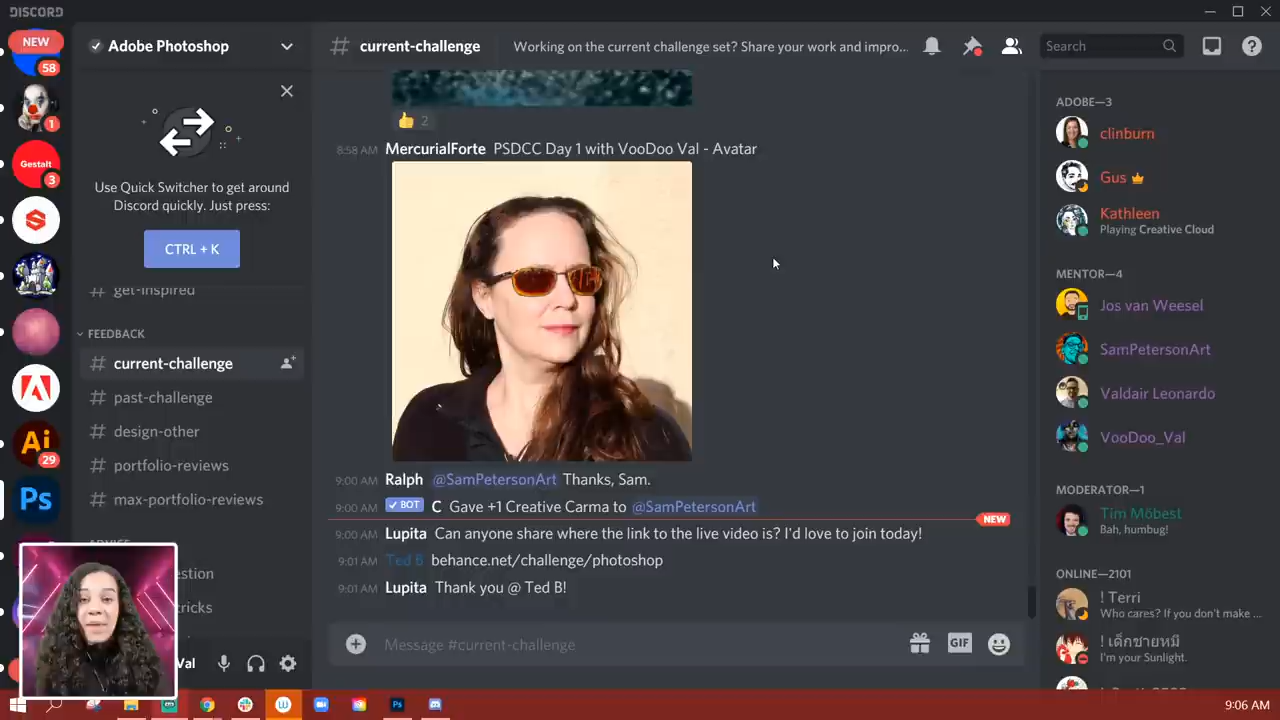 DISCORD
NEW
58
1
Gestalt
3
Ai
29
Ps
Adobe Photoshop
Use Quick Switcher to get around
Discord quickly. Just press:
CTRL + K
get-inspired
FEEDBACK
current-challenge
past-challenge
design-other
portfolio-reviews
max-portfolio-reviews
estion
ricks
Val
# current-challenge
Working on the current challenge set? Share your work and impro...
Search
2
8:58 AM MercurialForte PSDCC Day 1 with VooDoo Val - Avatar
9:00 AM Ralph @SamPetersonArt Thanks, Sam.
9:00 AM BOT C Gave +1 Creative Carma to @SamPetersonArt
NEW
9:00 AM Lupita Can anyone share where the link to the live video is? I'd love to join today!
9:01 AM Ted B behance.net/challenge/photoshop
9:01 AM Lupita Thank you @ Ted B!
Message #current-challenge
GIF
ADOBE—3
clinburn
Gus
Kathleen
Playing Creative Cloud
MENTOR—4
Jos van Weesel
SamPetersonArt
Valdair Leonardo
VooDoo_Val
MODERATOR—1
Tim Möbest
Bah, humbug!
ONLINE—2101
! Terri
Who cares? If you don't make ...
! เด็กชายหมี
I'm your Sunlight.
9:06 AM